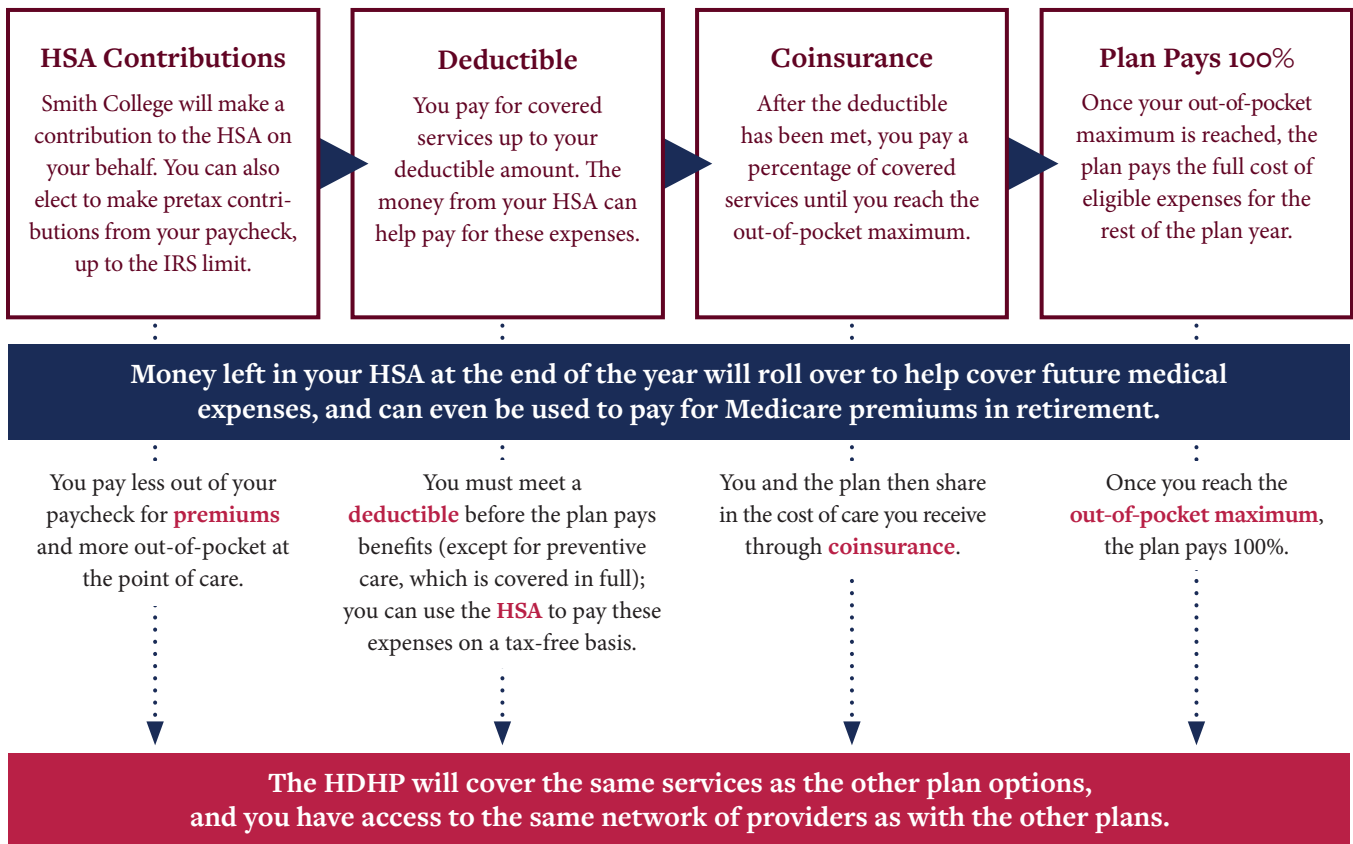 HSA Contributions
Smith College will make a
contribution to the HSA on
your behalf. You can also
elect to make pretax contri-
butions from your paycheck,
up to the IRS limit.
Deductible
You pay for covered
services up to your
deductible amount. The
money from your HSA can
help pay for these expenses.
Coinsurance
After the deductible
has been met, you pay a
percentage of covered
services until you reach the
out-of-pocket maximum.
Plan Pays 100%
Once your out-of-pocket
maximum is reached, the
plan pays the full cost of
eligible expenses for the
rest of the plan year.
Money left in your HSA at the end of the year will roll over to help cover future medical
expenses, and can even be used to pay for Medicare premiums in retirement.
You pay less out of your
paycheck for premiums
and more out-of-pocket at
the point of care.
You must meet a
deductible before the plan pays
benefits (except for preventive
care, which is covered in full);
you can use the HSA to pay these
expenses on a tax-free basis.
You and the plan then share
in the cost of care you receive
through coinsurance.
Once you reach the
out-of-pocket maximum,
the plan pays 100%.
The HDHP will cover the same services as the other plan options,
and you have access to the same network of providers as with the other plans.